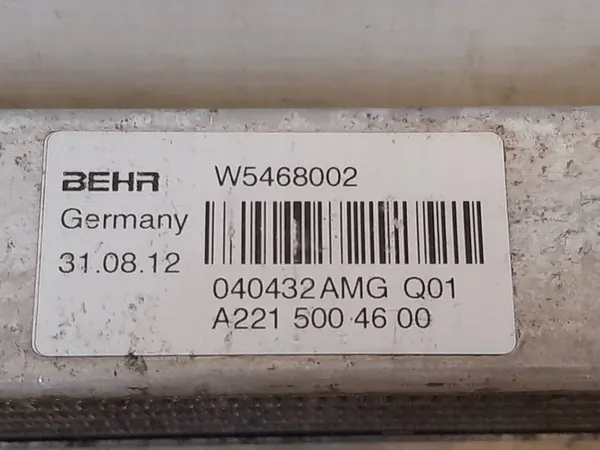 BEHR W5468002
Germany
31.08.12
040432AMG Q01
A221 500 46 00